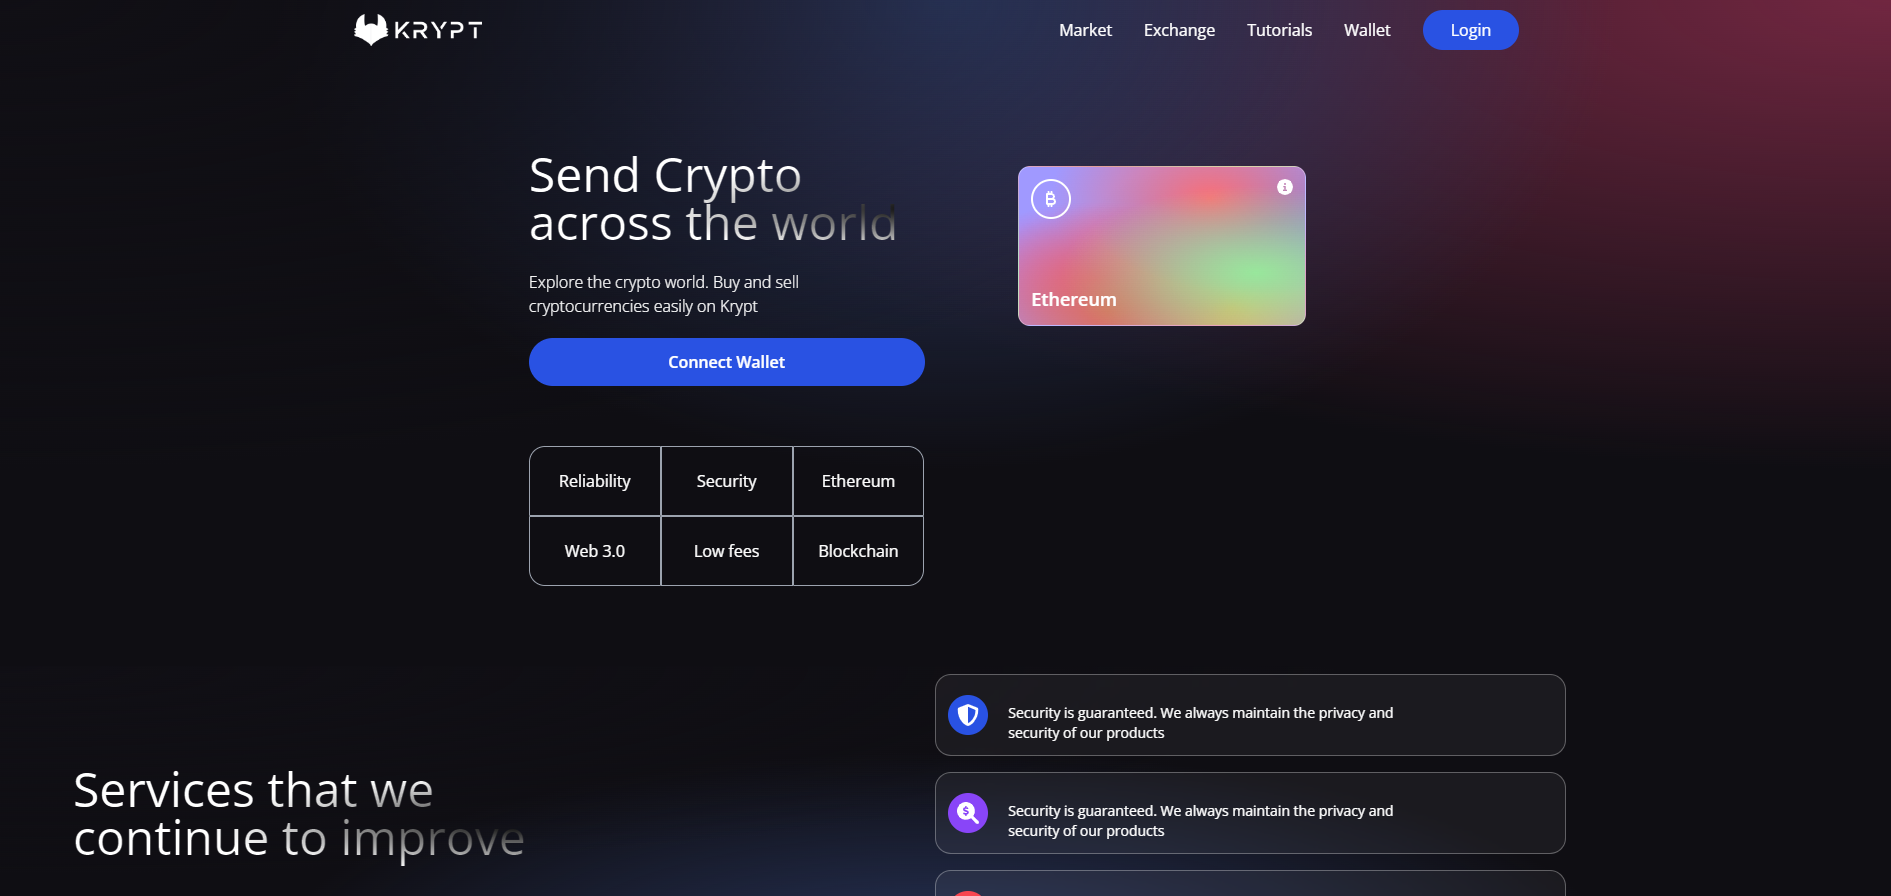 KRYPT
Market
Exchange
Tutorials
Wallet
Login
Send Crypto
across the world
Explore the crypto world. Buy and sell
cryptocurrencies easily on Krypt
Connect Wallet
Ethereum
Reliability
Security
Ethereum
Web 3.0
Low fees
Blockchain
Services that we
continue to improve
Security is guaranteed. We always maintain the privacy and
security of our products
Security is guaranteed. We always maintain the privacy and
security of our products